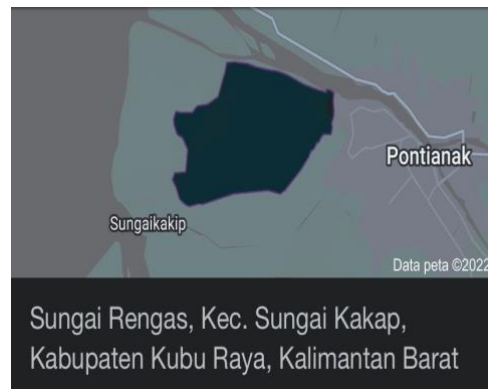 Pontianak
Sungaikakip
Data peta ©2022
Sungai Rengas, Kec. Sungai Kakap,
Kabupaten Kubu Raya, Kalimantan Barat